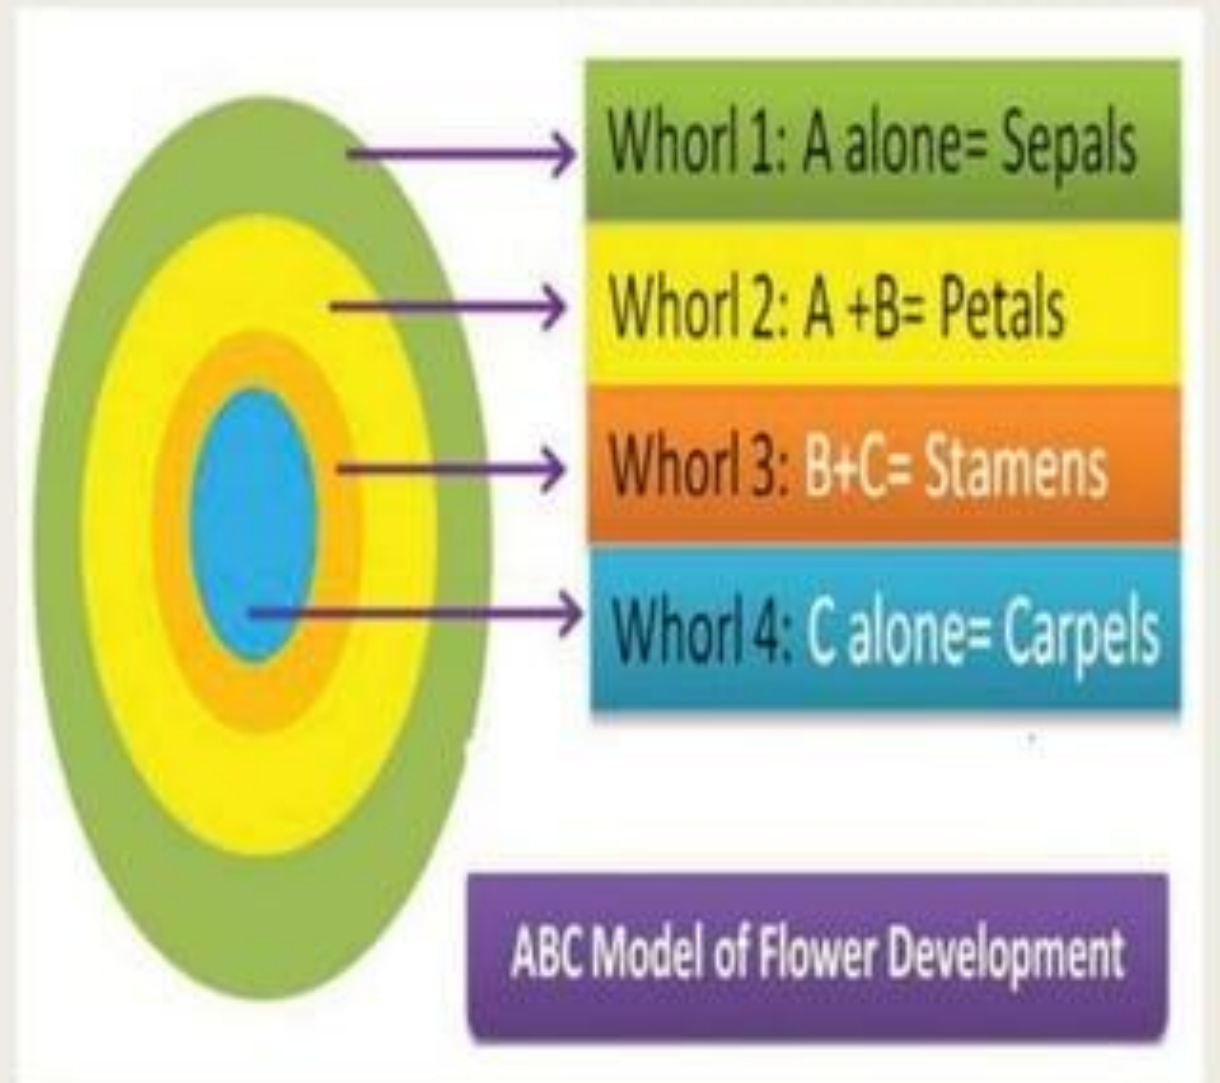 Whorl 1: A alone= Sepals
Whorl 2: A +B= Petals
Whorl 3: B+C= Stamens
Whorl 4: C alone= Carpels
ABC Model of Flower Development